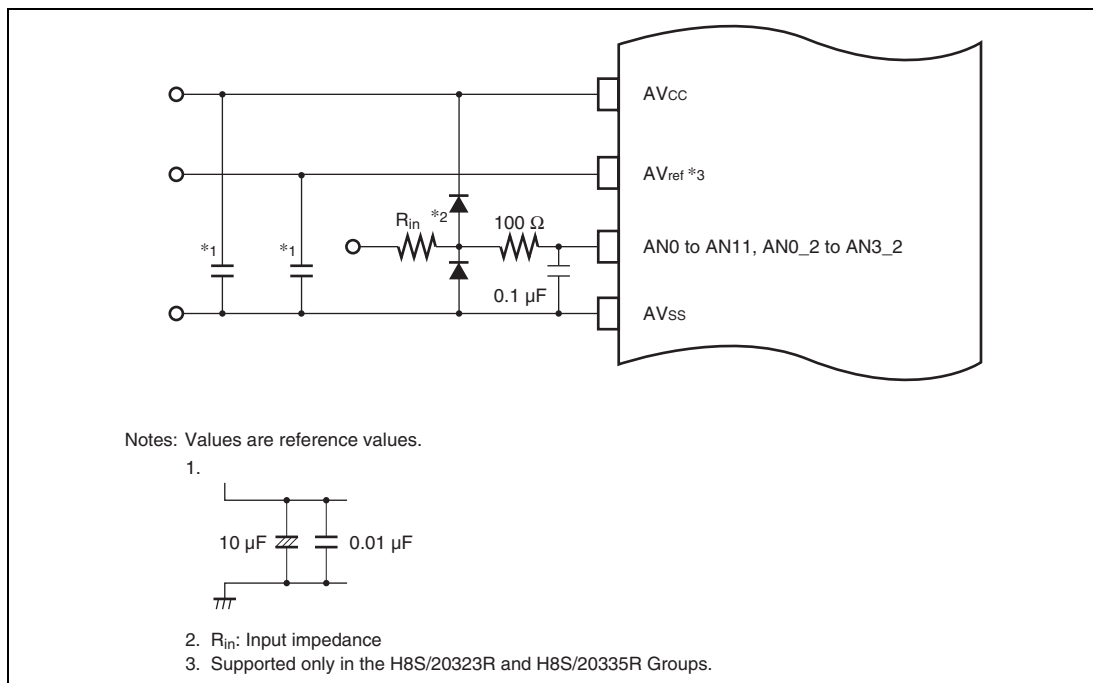 AVCC
AVref *3
Rin *2 100 Ω
*1 *1 AN0 to AN11, AN0_2 to AN3_2
0.1 µF
AVSS
Notes: Values are reference values.
1.
10 µF 0.01 µF
2. Rin: Input impedance
3. Supported only in the H8S/20323R and H8S/20335R Groups.